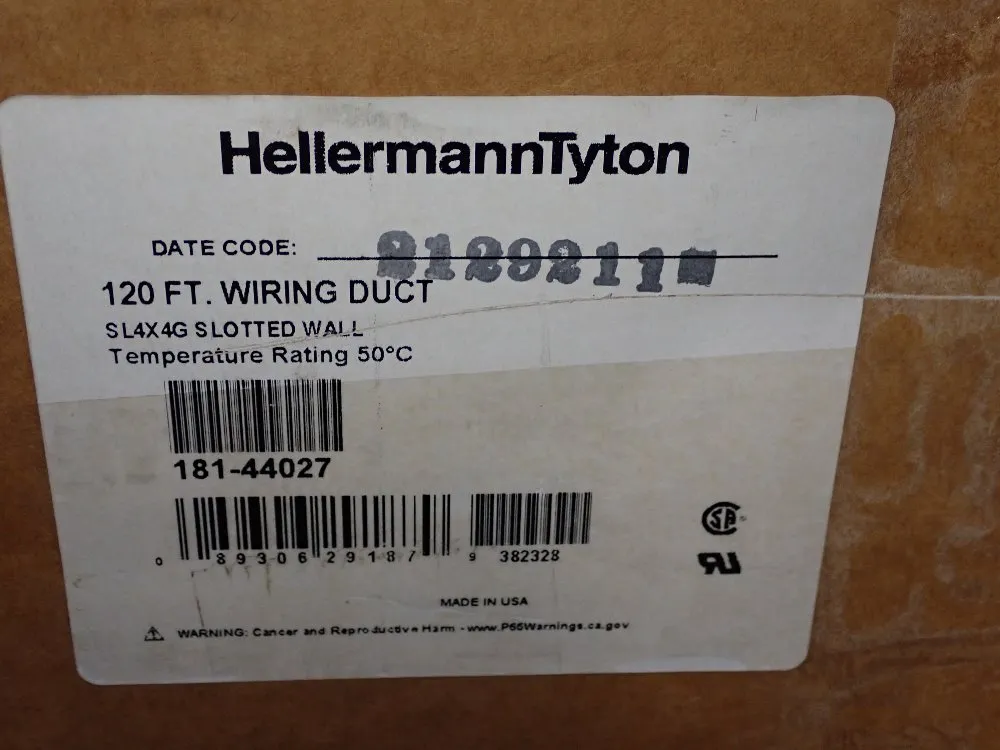 HellermannTyton
DATE CODE: 2129211
120 FT. WIRING DUCT
SL4X4G SLOTTED WALL
Temperature Rating 50°C
181-44027
0 89306 29187 9 382328
MADE IN USA
WARNING: Cancer and Reproductive Harm - www.P65Warnings.ca.gov